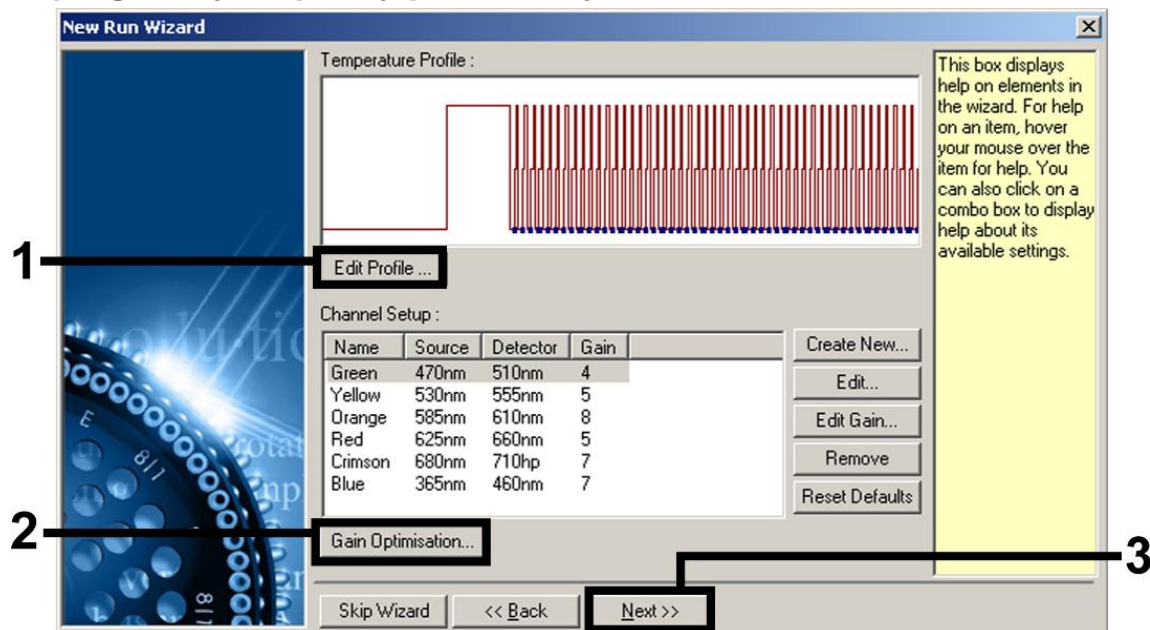 New Run Wizard
Temperature Profile :
This box displays
help on elements in
the wizard. For help
on an item, hover
your mouse over the
item for help. You
can also click on a
combo box to display
help about its
available settings.
1
Edit Profile ...
Channel Setup :
Name Source Detector Gain
Green 470nm 510nm 4
Yellow 530nm 555nm 5
Orange 585nm 610nm 8
Red 625nm 660nm 5
Crimson 680nm 710hp 7
Blue 365nm 460nm 7
Create New...
Edit...
Edit Gain...
Remove
Reset Defaults
E
8|1
8|1
2
Gain Optimisation...
3
Skip Wizard << Back Next >>